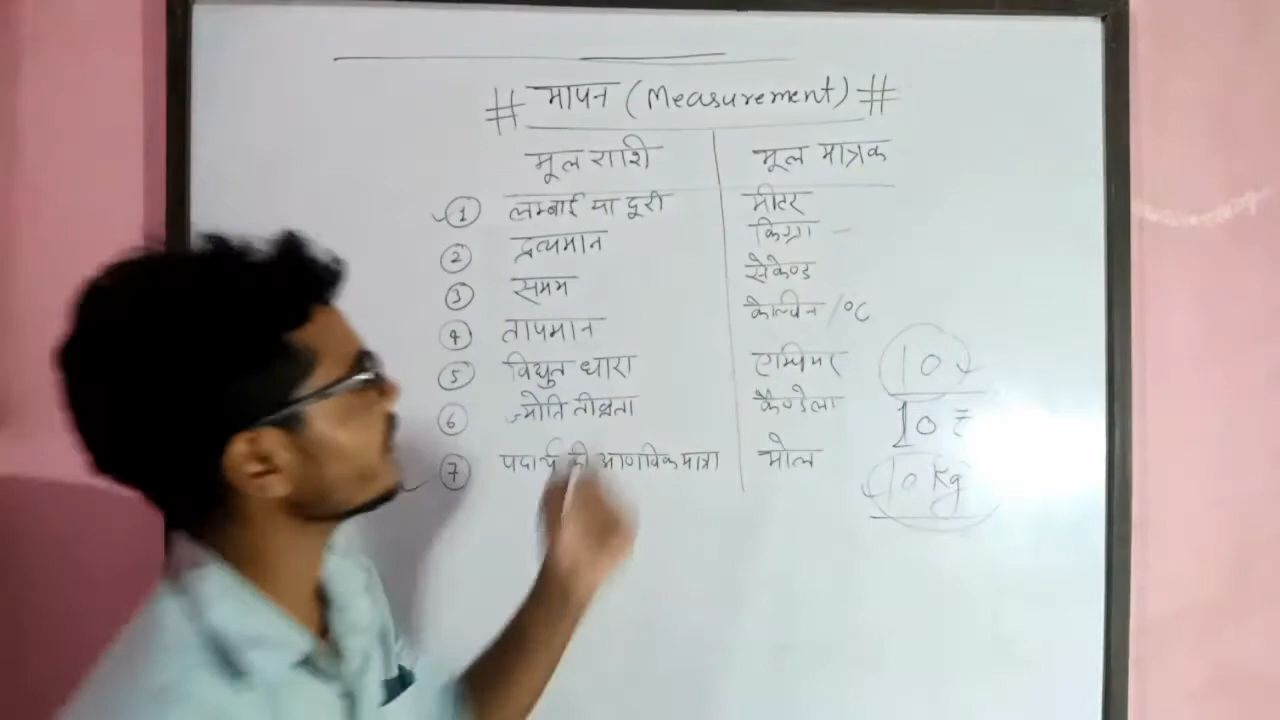 # मापन (Measurement) #
मूल राशि मूल मात्रक
1 लम्बाई या दूरी मीटर
2 द्रव्यमान किग्रा
3 समय सेकेण्ड
4 तापमान केल्विन / °C
5 विद्युत धारा एम्पियर
6 ज्योति तीव्रता कैण्डेला
7 पदार्थ की आणविक मात्रा मोल
10
10 ₹
10 kg